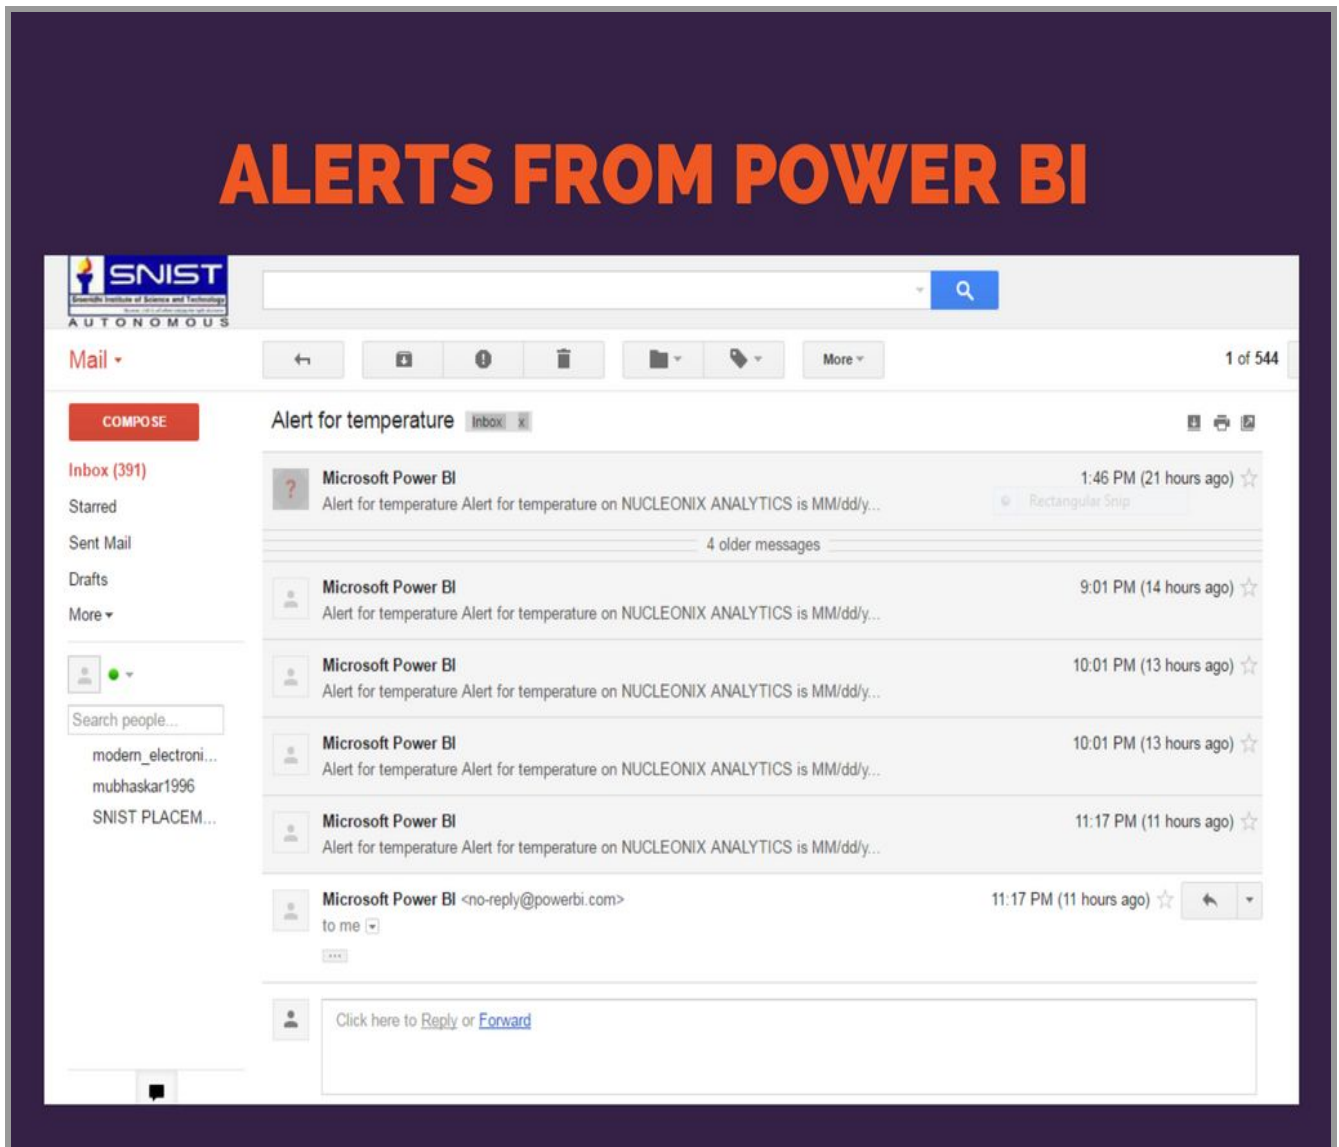 ALERTS FROM POWER BI
SNIST
Sreenidhi Institute of Science and Technology
AUTONOMOUS
Mail
More
1 of 544
COMPOSE
Alert for temperature Inbox x
Inbox (391)
Starred
Sent Mail
Drafts
More
Search people...
modern_electroni...
mubhaskar1996
SNIST PLACEM...
Microsoft Power BI 1:46 PM (21 hours ago)
Alert for temperature Alert for temperature on NUCLEONIX ANALYTICS is MM/dd/y...
Rectangular Snip
4 older messages
Microsoft Power BI 9:01 PM (14 hours ago)
Alert for temperature Alert for temperature on NUCLEONIX ANALYTICS is MM/dd/y...
Microsoft Power BI 10:01 PM (13 hours ago)
Alert for temperature Alert for temperature on NUCLEONIX ANALYTICS is MM/dd/y...
Microsoft Power BI 10:01 PM (13 hours ago)
Alert for temperature Alert for temperature on NUCLEONIX ANALYTICS is MM/dd/y...
Microsoft Power BI 11:17 PM (11 hours ago)
Alert for temperature Alert for temperature on NUCLEONIX ANALYTICS is MM/dd/y...
Microsoft Power BI <no-reply@powerbi.com> 11:17 PM (11 hours ago)
to me
Click here to Reply or Forward